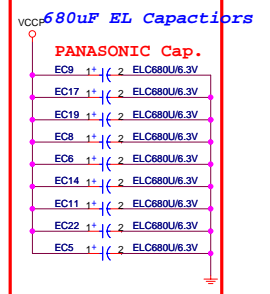 680uF EL Capactiors
VCCP
PANASONIC Cap.
EC9 1+ 2 ELC680U/6.3V
EC17 1+ 2 ELC680U/6.3V
EC19 1+ 2 ELC680U/6.3V
EC8 1+ 2 ELC680U/6.3V
EC6 1+ 2 ELC680U/6.3V
EC14 1+ 2 ELC680U/6.3V
EC11 1+ 2 ELC680U/6.3V
EC22 1+ 2 ELC680U/6.3V
EC5 1+ 2 ELC680U/6.3V